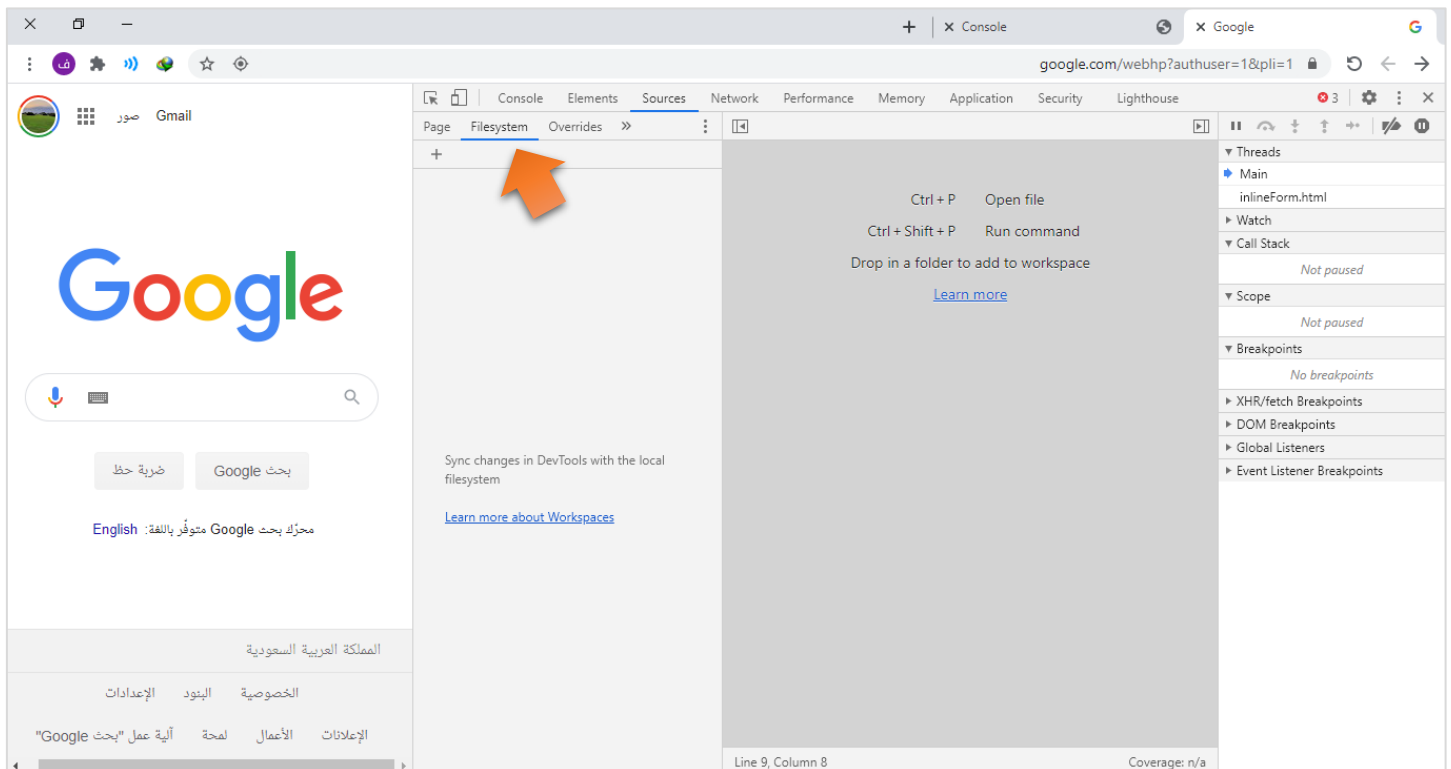 Console
Google
google.com/webhp?authuser=1&pli=1
ف
Gmail
صور
Google
بحث Google
ضربة حظ
محرّك بحث Google متوفّر باللغة: English
المملكة العربية السعودية
الخصوصية البنود الإعدادات
الإعلانات الأعمال لمحة آلية عمل "بحث Google"
Console Elements Sources Network Performance Memory Application Security Lighthouse 3
Page Filesystem Overrides
Sync changes in DevTools with the local
filesystem
Learn more about Workspaces
Ctrl + P Open file
Ctrl + Shift + P Run command
Drop in a folder to add to workspace
Learn more
Line 9, Column 8 Coverage: n/a
Threads
Main
inlineForm.html
Watch
Call Stack
Not paused
Scope
Not paused
Breakpoints
No breakpoints
XHR/fetch Breakpoints
DOM Breakpoints
Global Listeners
Event Listener Breakpoints